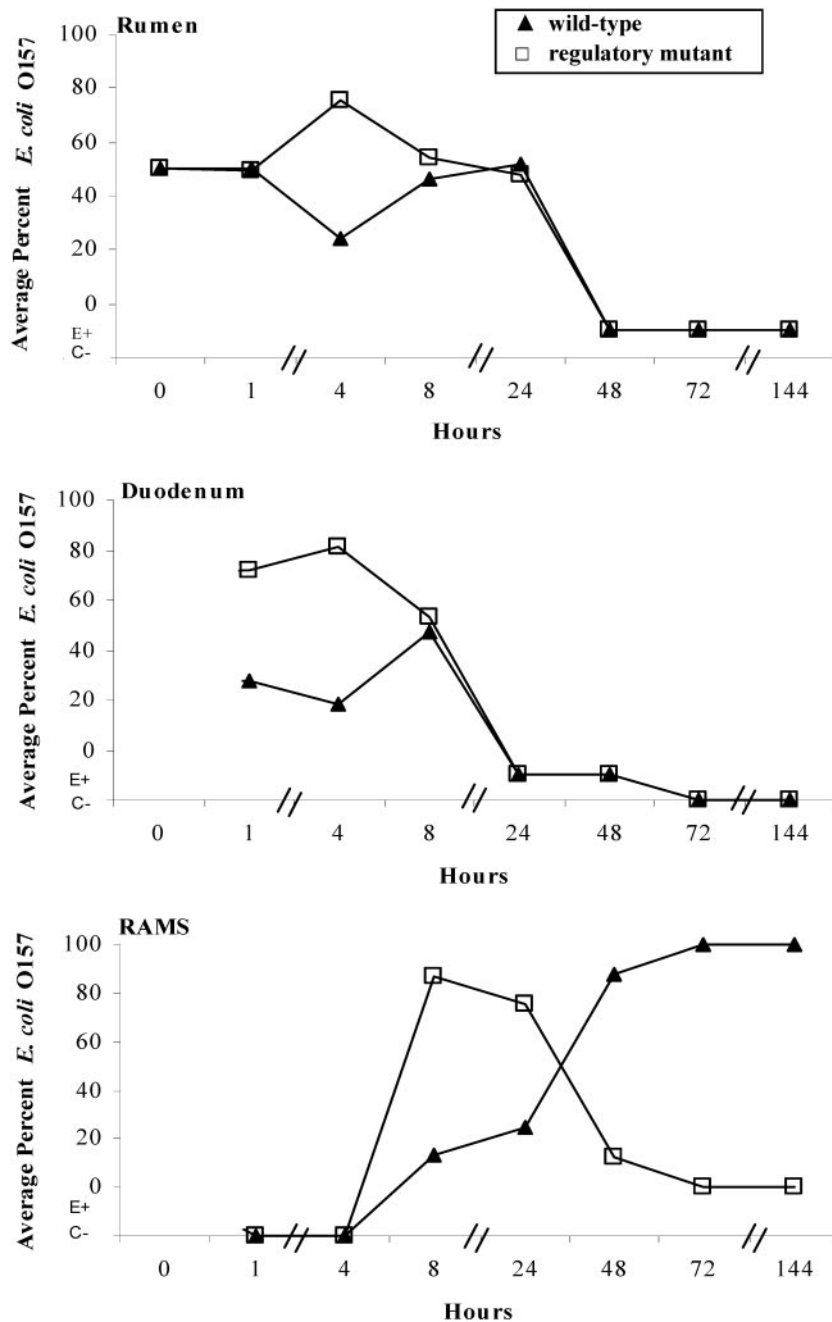 Rumen
wild-type
regulatory mutant
Average Percent E. coli O157
100
80
60
40
20
0
E+
C-
0 1 4 8 24 48 72 144
Hours
Duodenum
Average Percent E. coli O157
100
80
60
40
20
0
E+
C-
0 1 4 8 24 48 72 144
Hours
RAMS
Average Percent E. coli O157
100
80
60
40
20
0
E+
C-
0 1 4 8 24 48 72 144
Hours